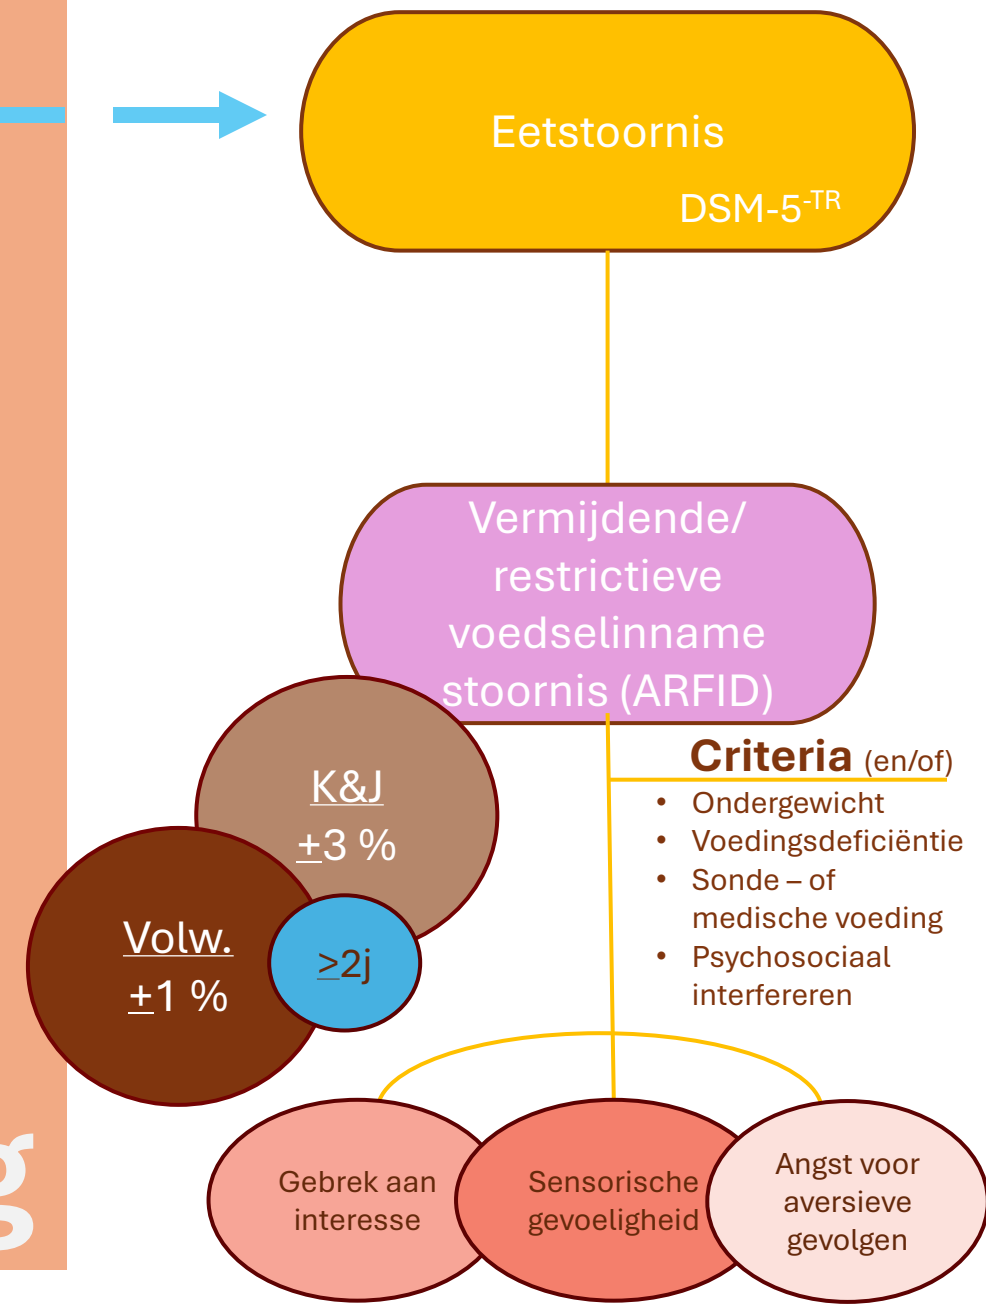 Eetstoornis
DSM-5-TR
Vermijdende/
restrictieve
voedselinname
stoornis (ARFID)
K&J
±3 %
Volw.
±1 %
≥2j
Criteria (en/of)
• Ondergewicht
• Voedingsdeficiëntie
• Sonde – of
medische voeding
• Psychosociaal
interfereren
Gebrek aan
interesse
Sensorische
gevoeligheid
Angst voor
aversieve
gevolgen
g